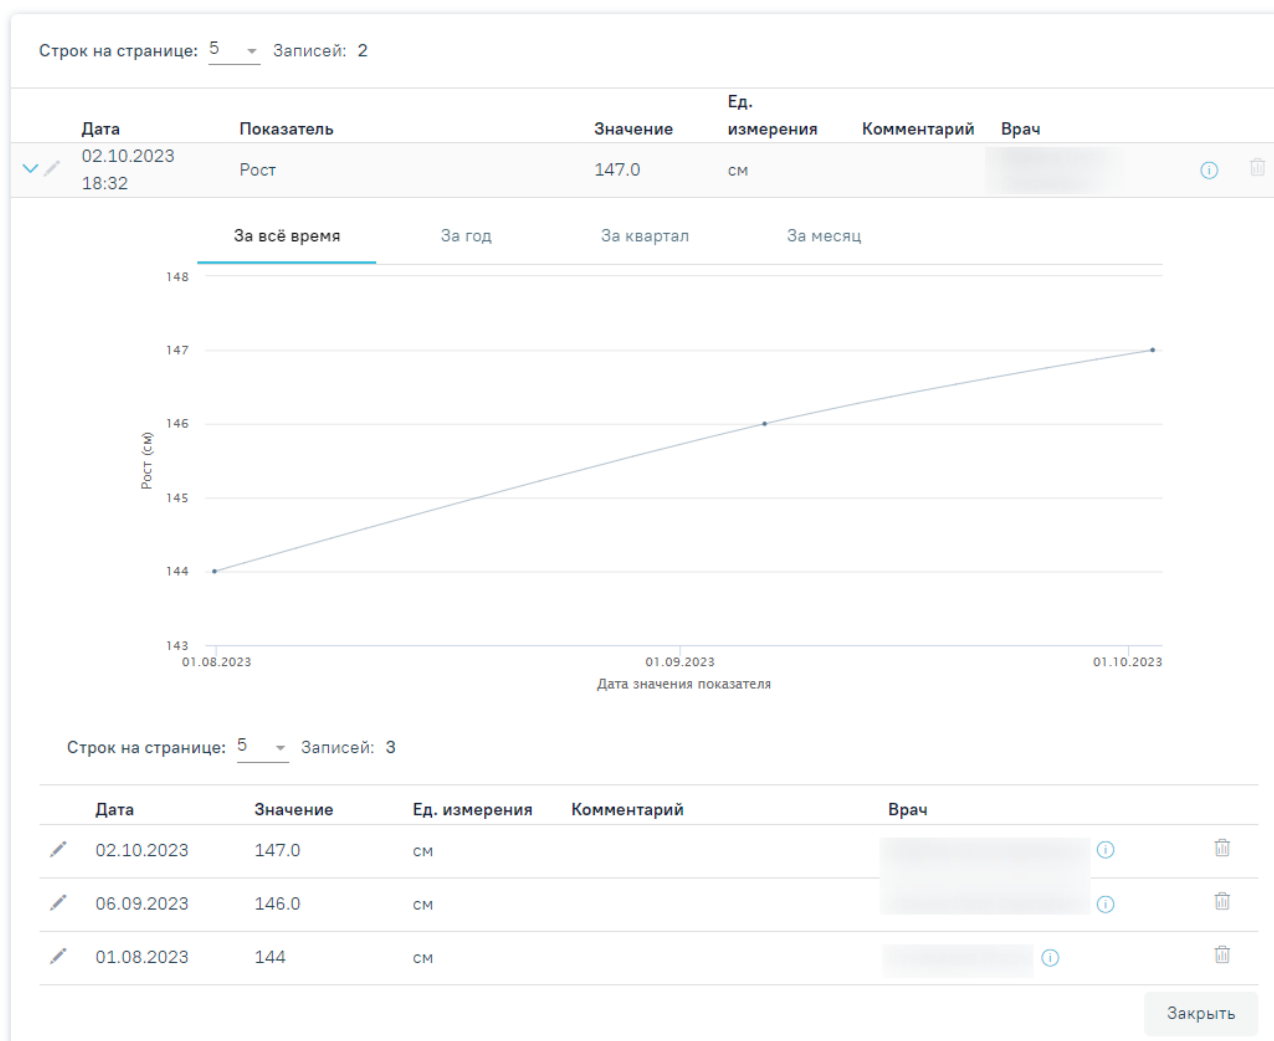 Строк на странице: 5 Записей: 2
Дата Показатель Значение Ед. измерения Комментарий Врач
02.10.2023 18:32 Рост 147.0 см
За всё время За год За квартал За месяц
148
147
146
145
144
143
Рост (см)
01.08.2023 01.09.2023 01.10.2023
Дата значения показателя
Строк на странице: 5 Записей: 3
Дата Значение Ед. измерения Комментарий Врач
02.10.2023 147.0 см
06.09.2023 146.0 см
01.08.2023 144 см
Закрыть